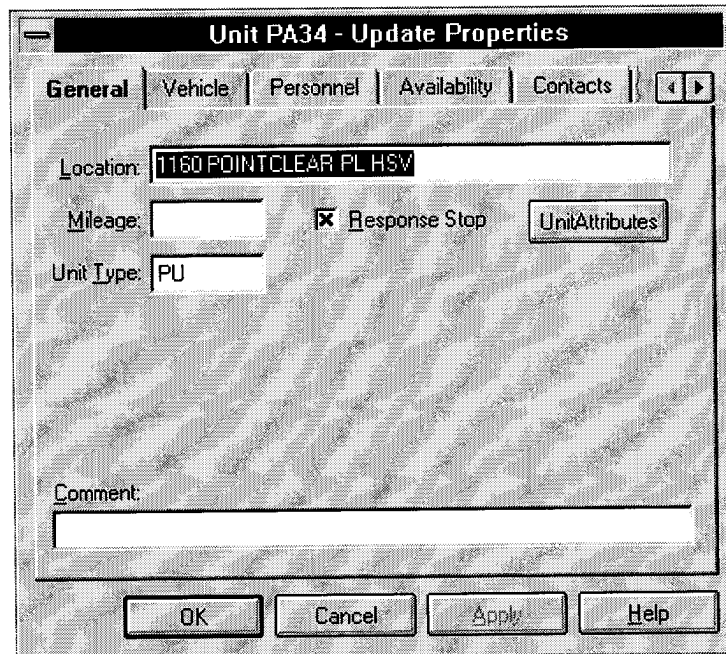 Unit PA34 - Update Properties
General Vehicle Personnel Availability Contacts
Location: 1160 POINTCLEAR PL HSV
Mileage: Response Stop UnitAttributes
Unit Type: PU
Comment:
OK Cancel Apply Help